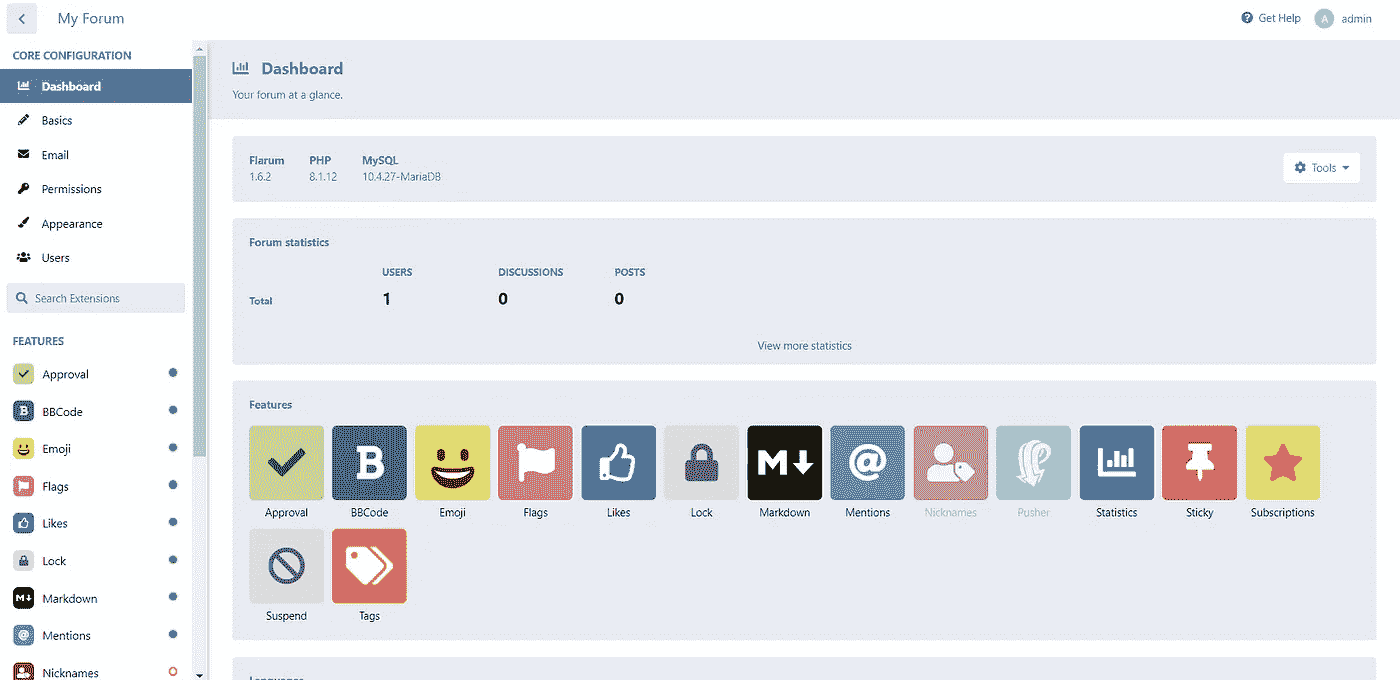 My Forum
Get Help
A
admin
CORE CONFIGURATION
Dashboard
Basics
Email
Permissions
Appearance
Users
Search Extensions
FEATURES
Approval
B BBCode
Emoji
Flags
Likes
Lock
M Markdown
@ Mentions
Nicknames
Dashboard
Your forum at a glance.
Flarum PHP MySQL
1.6.2 8.1.12 10.4.27-MariaDB
Tools
Forum statistics
USERS DISCUSSIONS POSTS
Total 1 0 0
View more statistics
Features
B M @
Approval BBCode Emoji Flags Likes Lock Markdown Mentions Nicknames Pusher Statistics Sticky Subscriptions
Suspend Tags
Languages